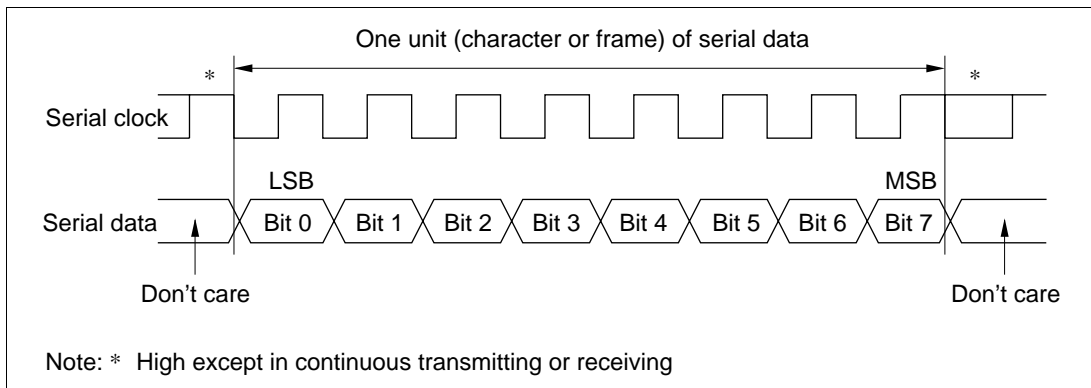 One unit (character or frame) of serial data
* *
Serial clock
LSB MSB
Serial data Bit 0 Bit 1 Bit 2 Bit 3 Bit 4 Bit 5 Bit 6 Bit 7
Don’t care Don’t care
Note: * High except in continuous transmitting or receiving